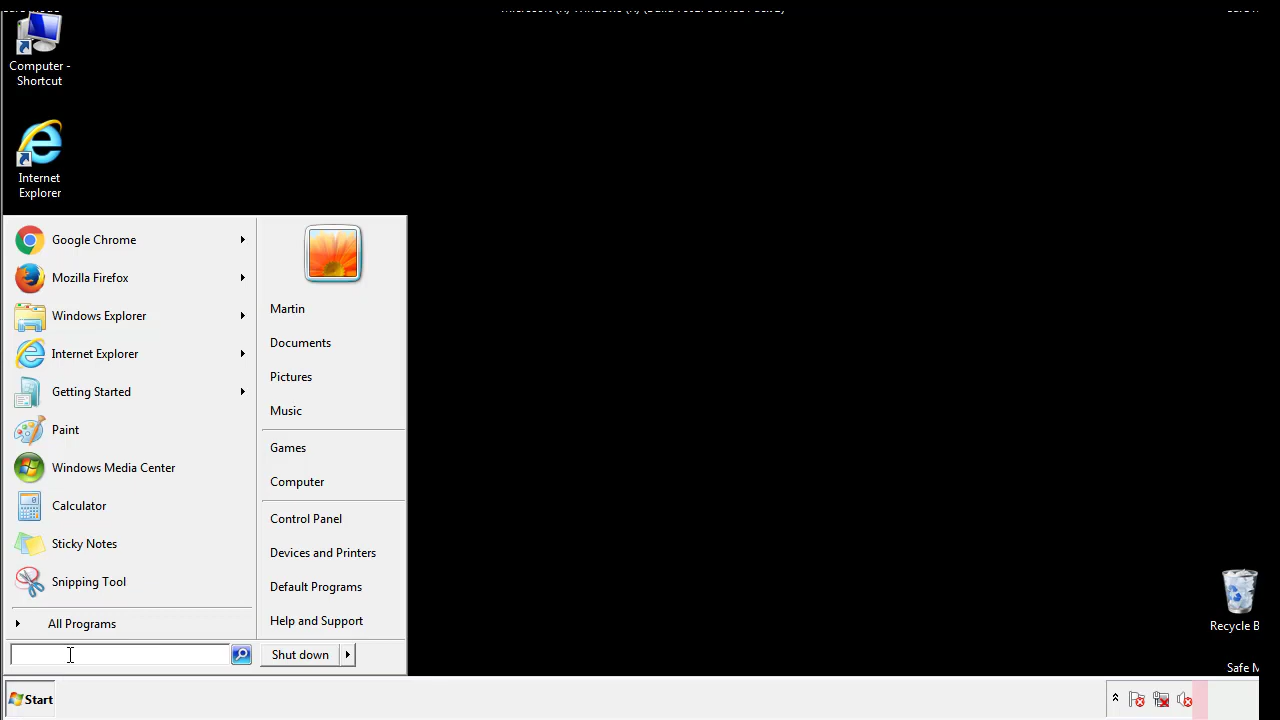 Computer -
Shortcut
Internet
Explorer
Google Chrome
Mozilla Firefox
Windows Explorer
Internet Explorer
Getting Started
Paint
Windows Media Center
Calculator
Sticky Notes
Snipping Tool
All Programs
Martin
Documents
Pictures
Music
Games
Computer
Control Panel
Devices and Printers
Default Programs
Help and Support
Shut down
Start
Recycle B
Safe M